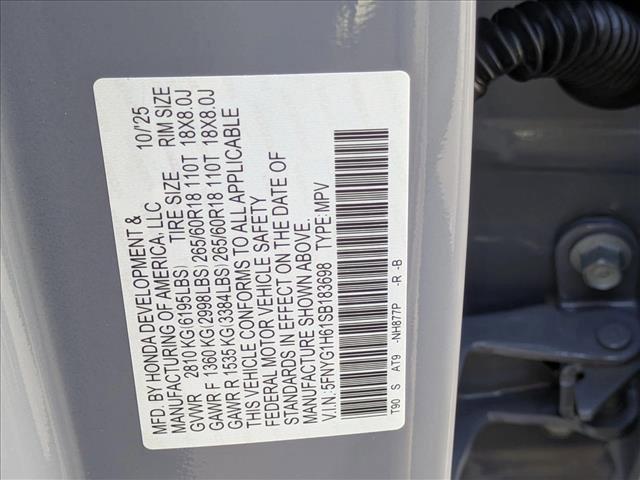 MFD. BY HONDA DEVELOPMENT & 10/'25
MANUFACTURING OF AMERICA, LLC
TIRE SIZE RIM SIZE
GVWR 2810 KG (6195LBS)
GAWR F 1360 KG (2998LBS) 265/60R18 110T 18X8.0J
GAWR R 1535 KG (3384LBS) 265/60R18 110T 18X8.0J
THIS VEHICLE CONFORMS TO ALL APPLICABLE
FEDERAL MOTOR VEHICLE SAFETY
STANDARDS IN EFFECT ON THE DATE OF
MANUFACTURE SHOWN ABOVE.
V.I.N.: 5FNYG1H61SB183698 TYPE: MPV
T90 S AT9 -NH877P -R -B